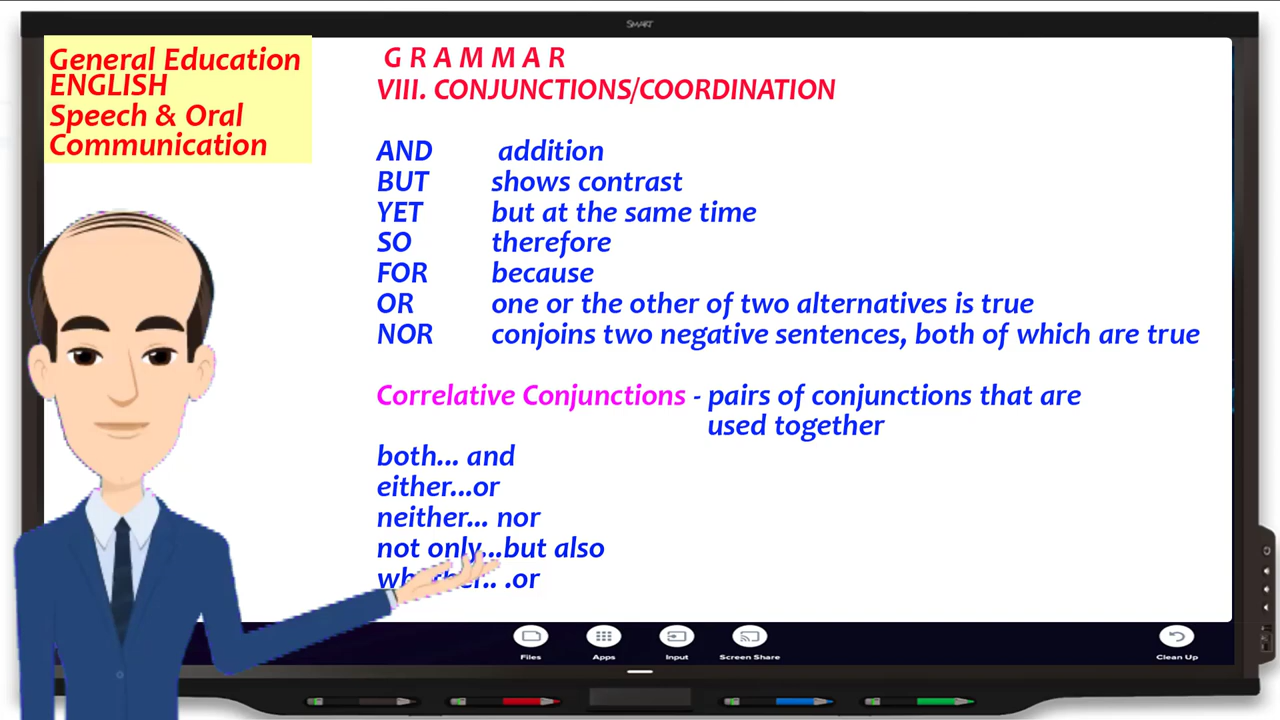 SMART
General Education
ENGLISH
Speech & Oral
Communication
G R A M M A R
VIII. CONJUNCTIONS/COORDINATION
AND addition
BUT shows contrast
YET but at the same time
SO therefore
FOR because
OR one or the other of two alternatives is true
NOR conjoins two negative sentences, both of which are true
Correlative Conjunctions - pairs of conjunctions that are
used together
both... and
either...or
neither... nor
not only...but also
whether.. .or
Files Apps Input Screen Share Clean Up